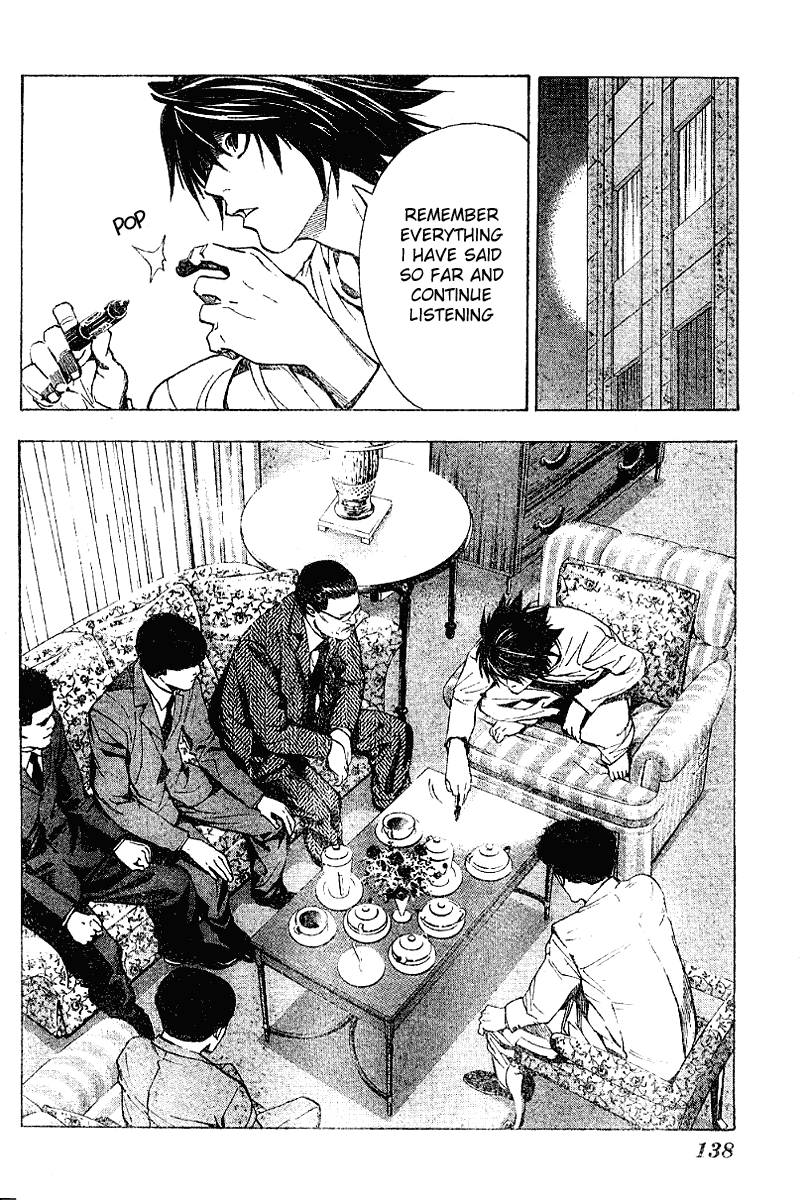 POP
REMEMBER
EVERYTHING
I HAVE SAID
SO FAR AND
CONTINUE
LISTENING
138